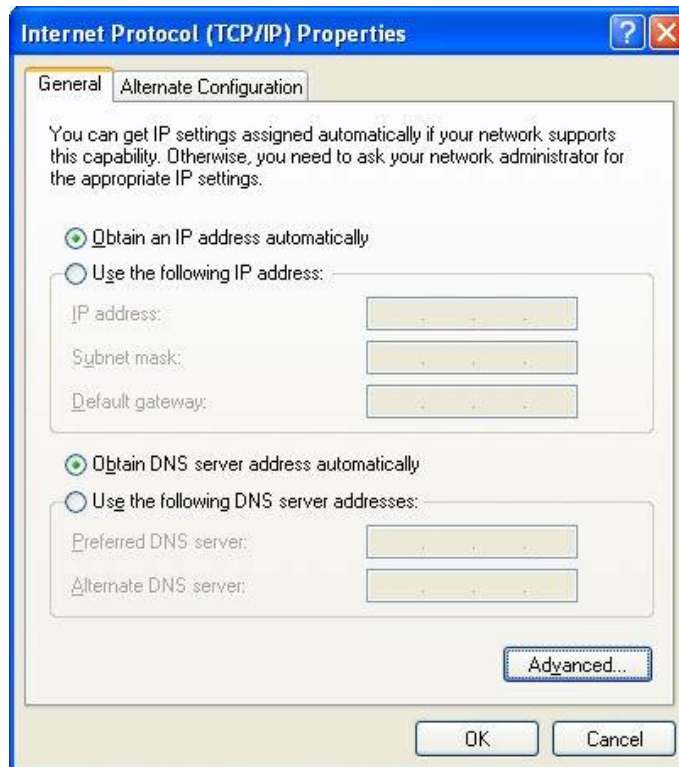 Internet Protocol (TCP/IP) Properties
General
Alternate Configuration
You can get IP settings assigned automatically if your network supports
this capability. Otherwise, you need to ask your network administrator for
the appropriate IP settings.
Obtain an IP address automatically
Use the following IP address:
IP address:
Subnet mask:
Default gateway:
Obtain DNS server address automatically
Use the following DNS server addresses:
Preferred DNS server:
Alternate DNS server:
Advanced...
OK
Cancel